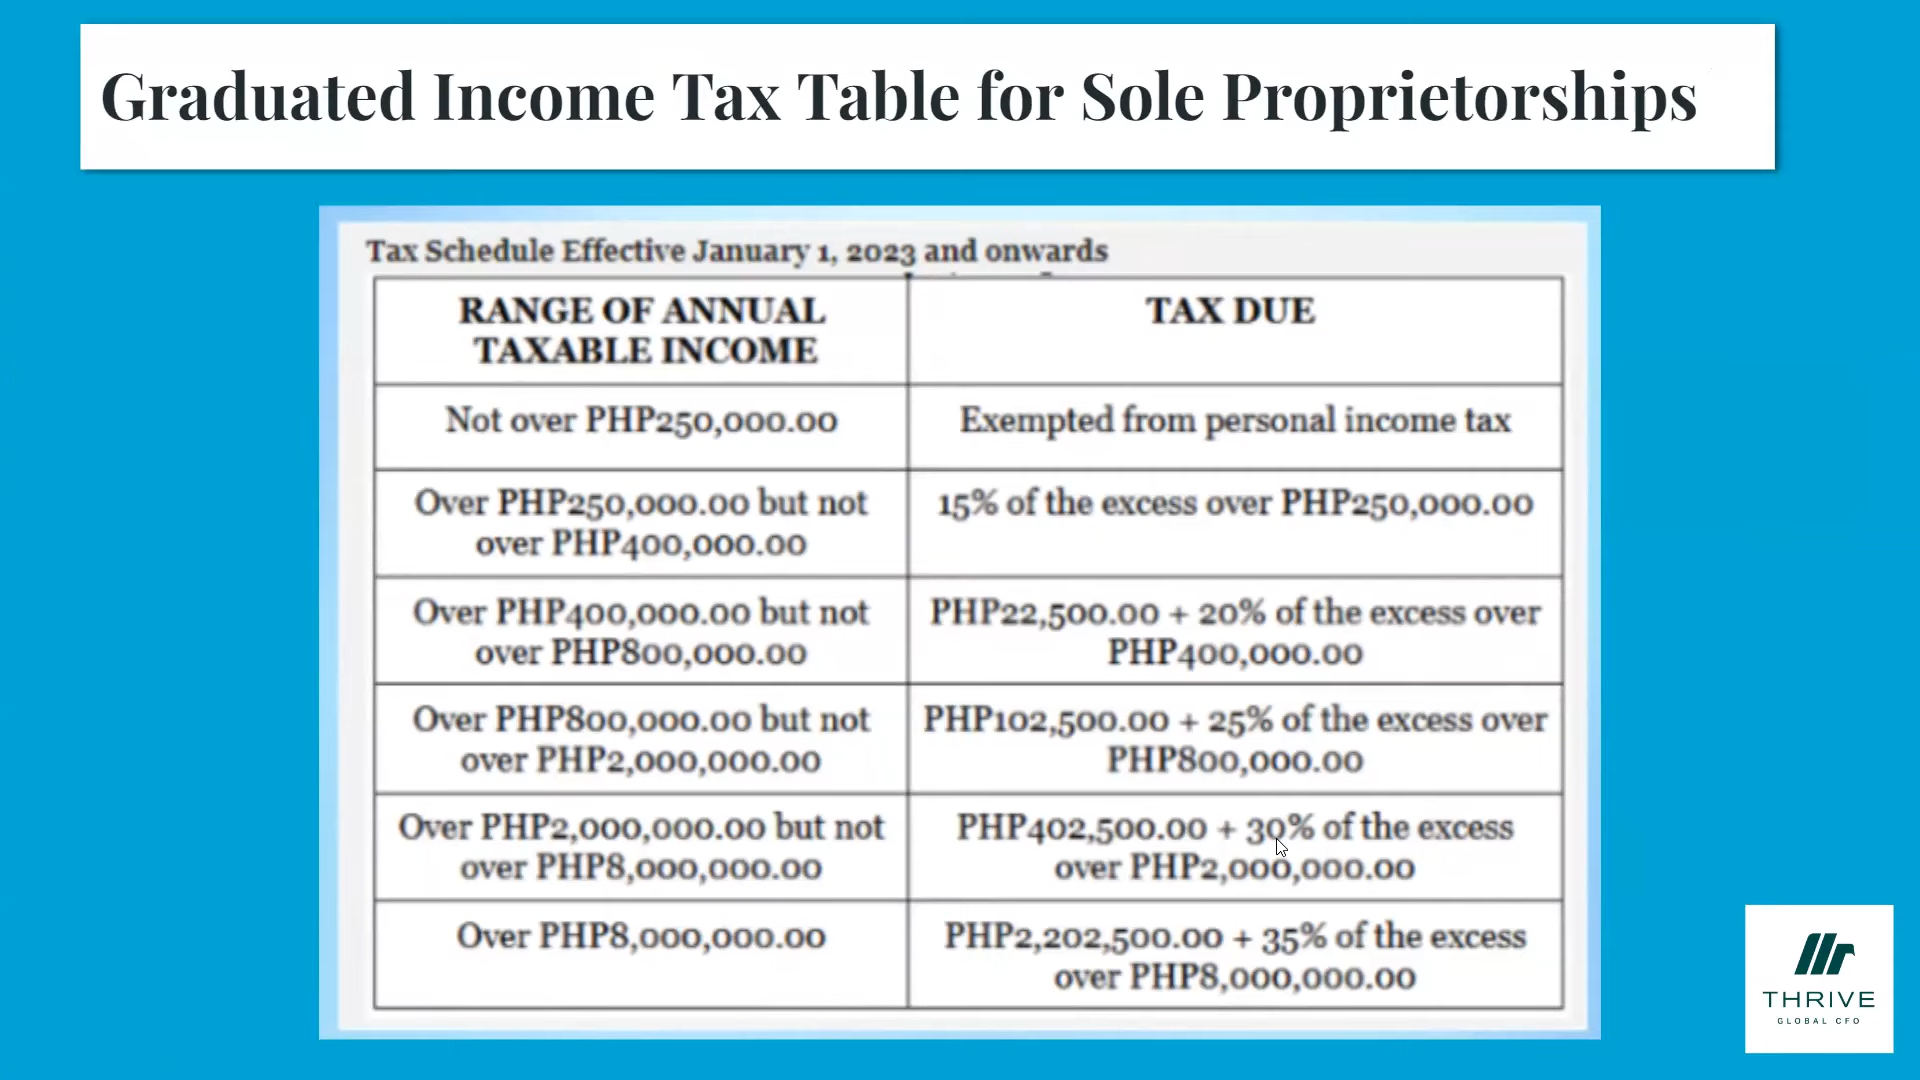 Graduated Income Tax Table for Sole Proprietorships
Tax Schedule Effective January 1, 2023 and onwards
RANGE OF ANNUAL
TAXABLE INCOME
TAX DUE
Not over PHP250,000.00
Exempted from personal income tax
Over PHP250,000.00 but not
over PHP400,000.00
15% of the excess over PHP250,000.00
Over PHP400,000.00 but not
over PHP800,000.00
PHP22,500.00 + 20% of the excess over
PHP400,000.00
Over PHP800,000.00 but not
over PHP2,000,000.00
PHP102,500.00 + 25% of the excess over
PHP800,000.00
Over PHP2,000,000.00 but not
over PHP8,000,000.00
PHP402,500.00 + 30% of the excess
over PHP2,000,000.00
Over PHP8,000,000.00
PHP2,202,500.00 + 35% of the excess
over PHP8,000,000.00
THRIVE
GLOBAL CFO